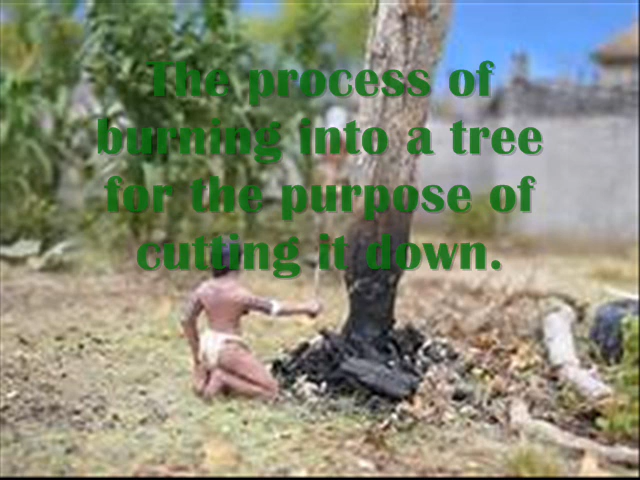 The process of
burning into a tree
for the purpose of
cutting it down.